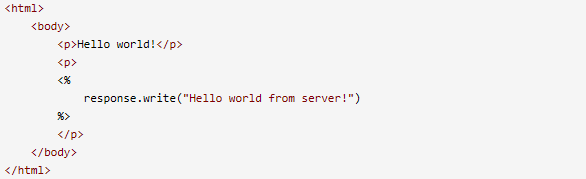 <html>
    <body>
        <p>Hello world!</p>
        <p>
        <%
            response.write("Hello world from server!")
        %>
        </p>
    </body>
</html>